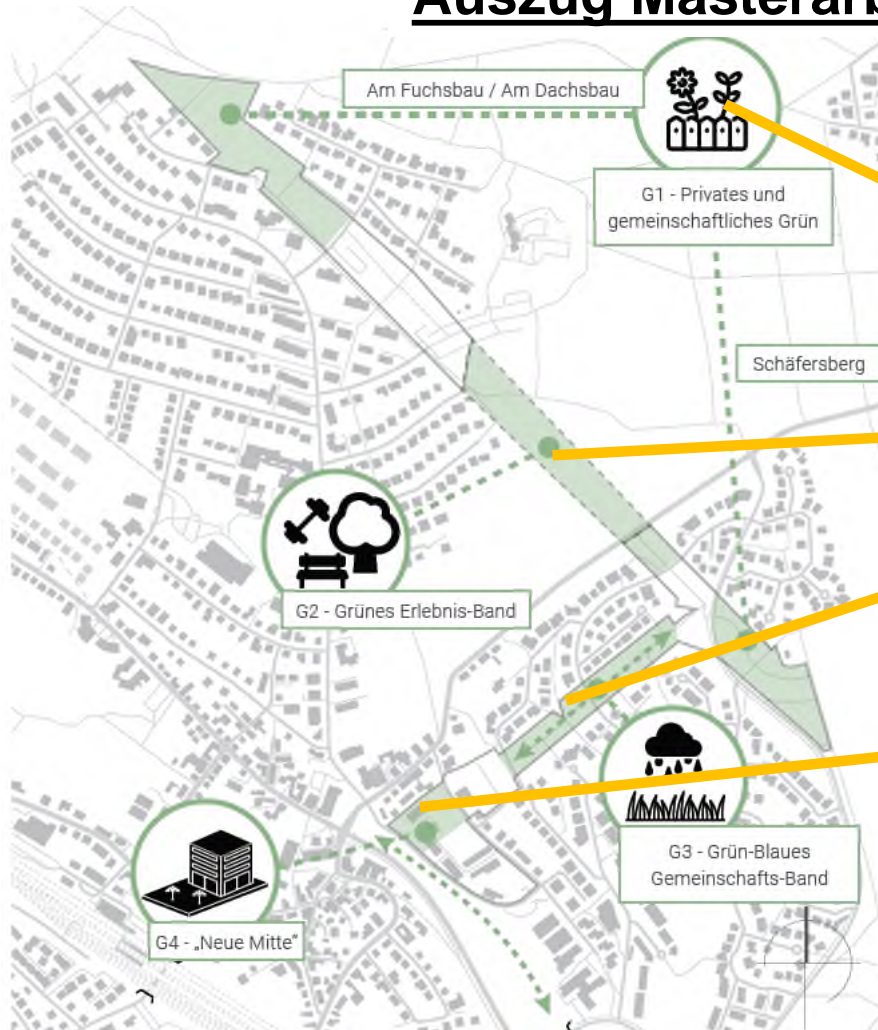 Auszug Masterarb
Am Fuchsbau / Am Dachsbau
G1 - Privates und
gemeinschaftliches Grün
Schäfersberg
G2 - Grünes Erlebnis-Band
G3 - Grün-Blaues
Gemeinschafts-Band
G4 - „Neue Mitte“